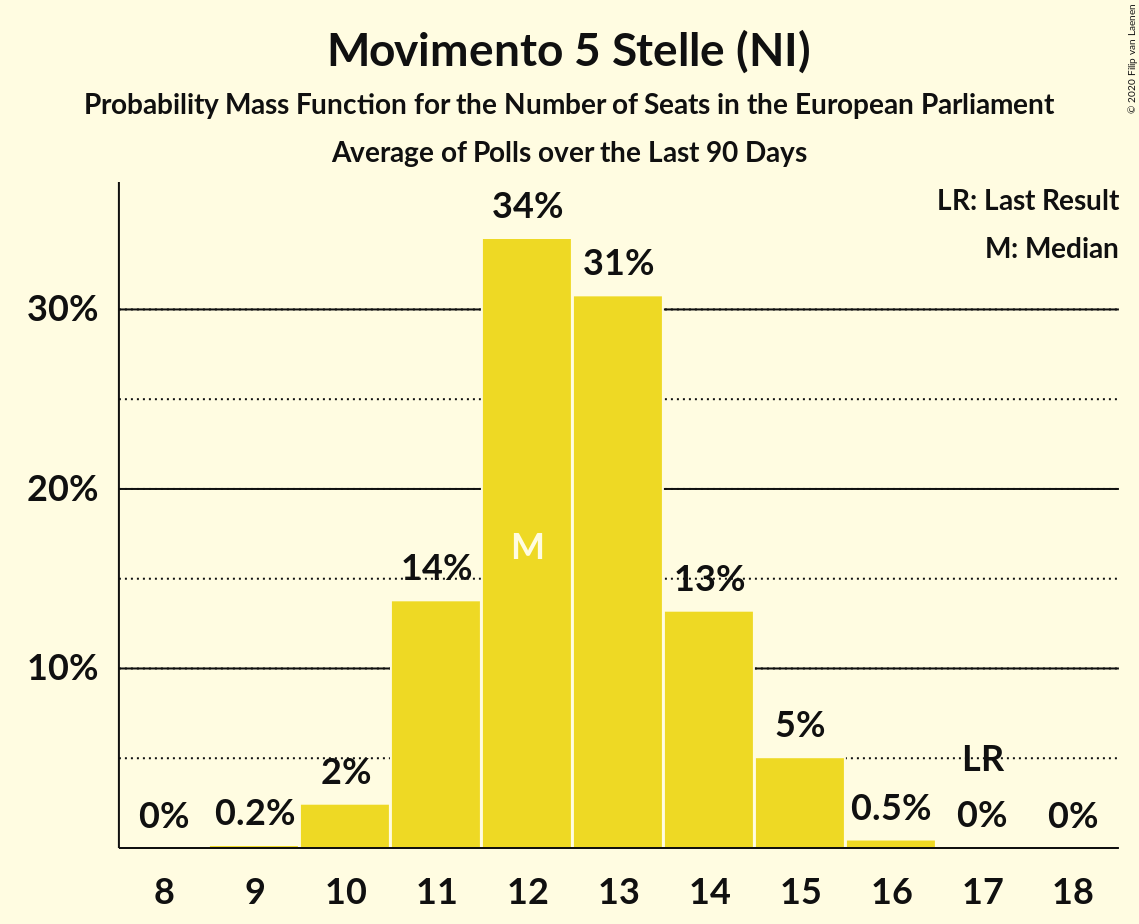 Movimento 5 Stelle (NI)
Probability Mass Function for the Number of Seats in the European Parliament
Average of Polls over the Last 90 Days
© 2020 Filip van Laenen
LR: Last Result
M: Median
34%
31%
30%
20%
M
14%
13%
10%
5%
LR
2%
0%
0.2%
0.5%
0%
0%
8 9 10 11 12 13 14 15 16 17 18